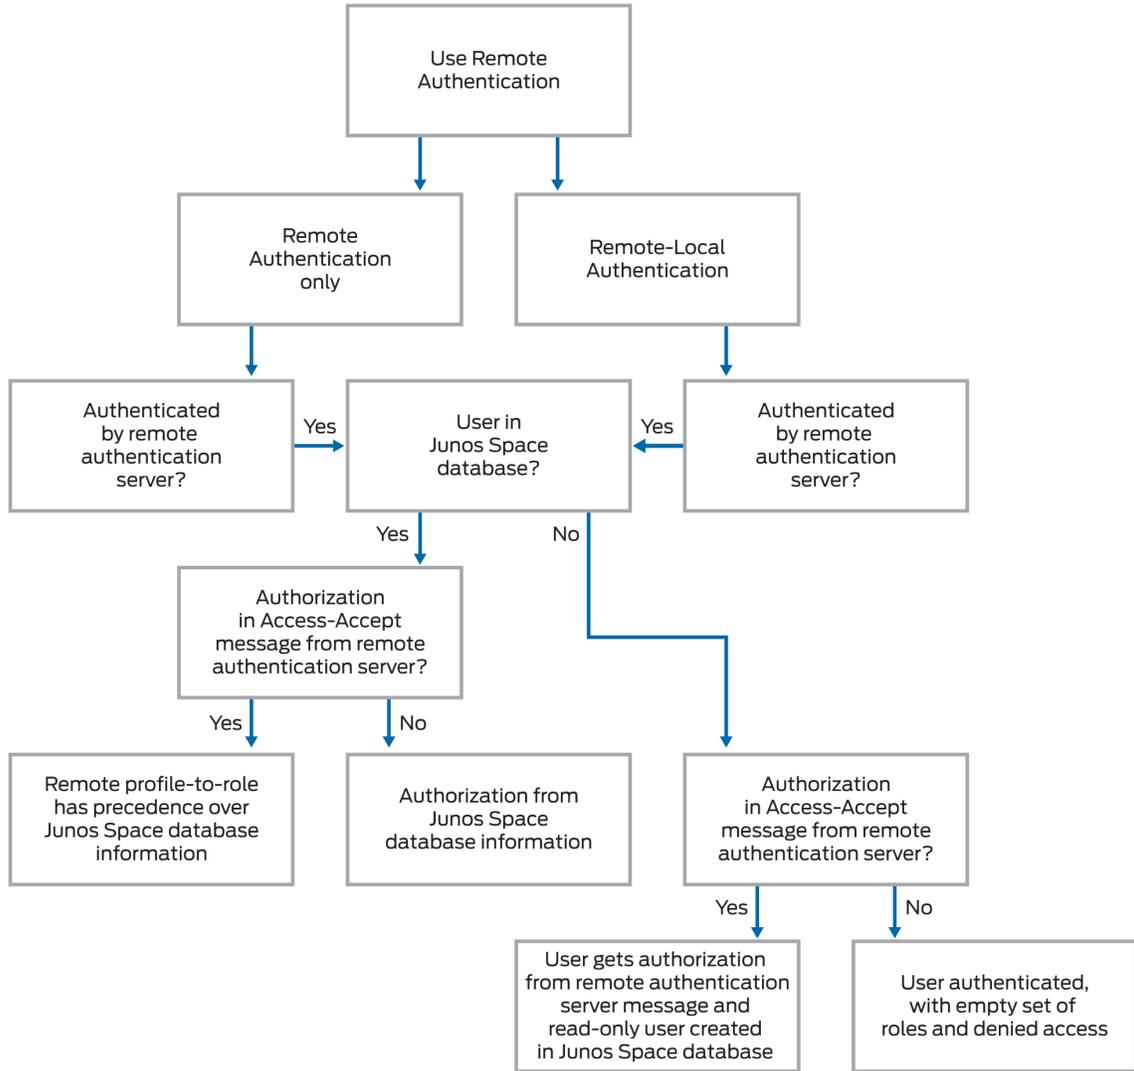 Use Remote
Authentication
Remote
Authentication
only
Remote-Local
Authentication
Authenticated
by remote
authentication
server?
Yes
User in
Junos Space
database?
Yes
Authenticated
by remote
authentication
server?
Yes
No
Authorization
in Access-Accept
message from remote
authentication server?
Yes
No
Remote profile-to-role
has precedence over
Junos Space database
information
Authorization from
Junos Space
database information
Authorization
in Access-Accept
message from remote
authentication server?
Yes
No
User gets authorization
from remote authentication
server message and
read-only user created
in Junos Space database
User authenticated,
with empty set of
roles and denied access